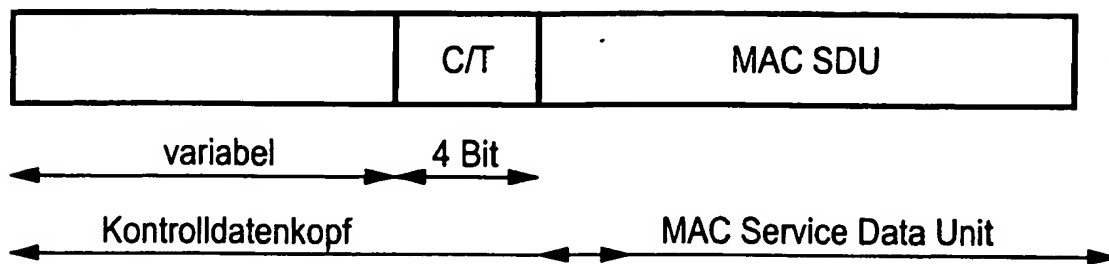 C/T MAC SDU
variabel 4 Bit
Kontrolldatenkopf MAC Service Data Unit